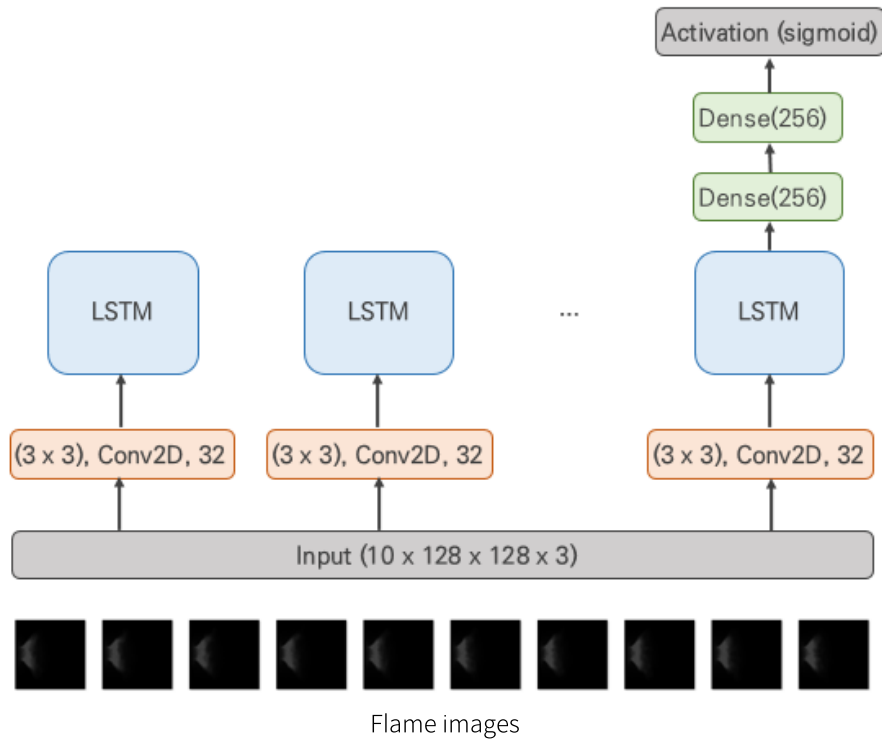 Activation (sigmoid)
Dense(256)
Dense(256)
LSTM
LSTM
...
LSTM
(3 x 3), Conv2D, 32
(3 x 3), Conv2D, 32
(3 x 3), Conv2D, 32
Input (10 x 128 x 128 x 3)
Flame images